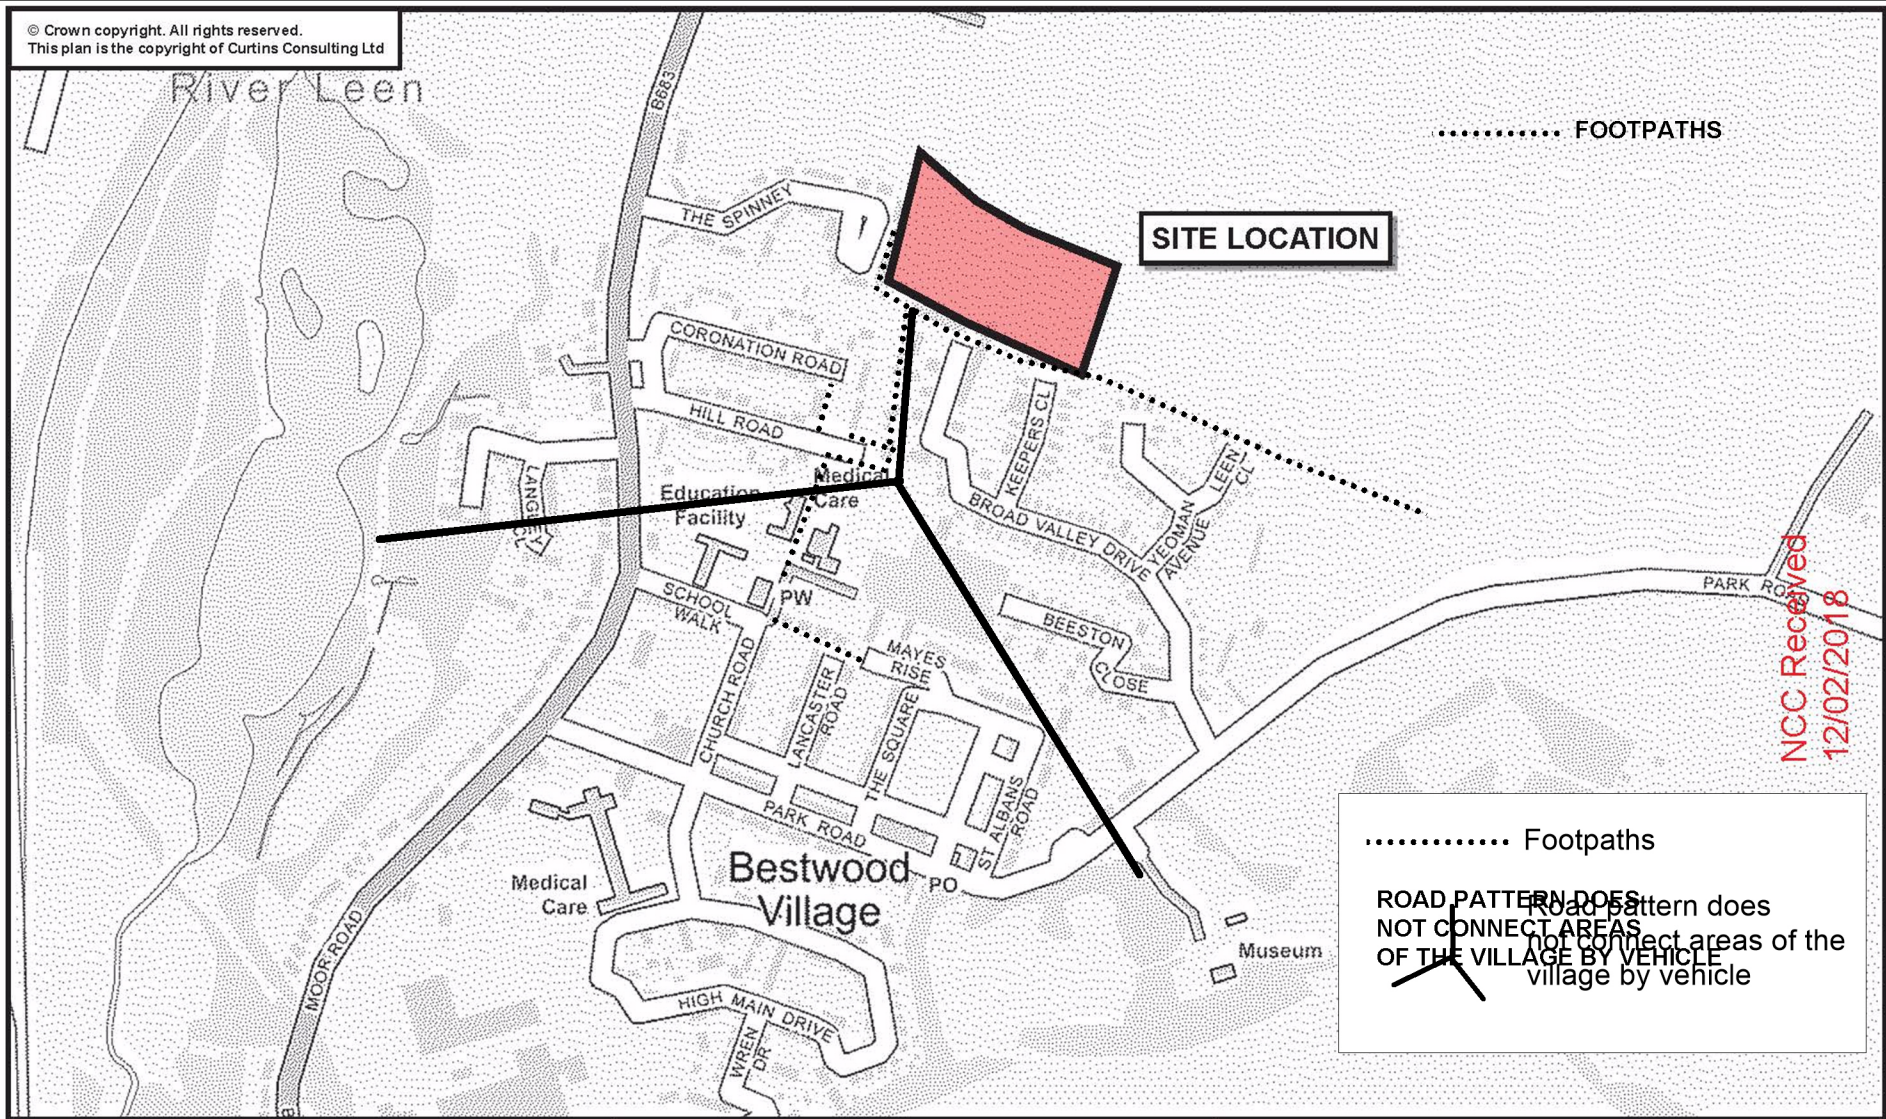 © Crown copyright. All rights reserved.
This plan is the copyright of Curtins Consulting Ltd
River Leen
B683
FOOTPATHS
THE SPINNEY
SITE LOCATION
CORONATION ROAD
HILL ROAD
KEEPERS CL
LEEN
CL
LANGLEY
CL
Education
Facility
Medical
Care
BROAD VALLEY DRIVE
YEOMAN
AVENUE
PARK ROAD
NCC Received
12/02/2018
SCHOOL
WALK
PW
BEESTON
CLOSE
MAYES
RISE
CHURCH ROAD
LANCASTER
ROAD
THE SQUARE
ST ALBANS
ROAD
PARK ROAD
Bestwood
Village
PO
Medical
Care
MOOR ROAD
HIGH MAIN DRIVE
WREN
DR
Museum
Footpaths
ROAD PATTERN DOES
NOT CONNECT AREAS
OF THE VILLAGE BY VEHICLE
Road pattern does
not connect areas of the
village by vehicle